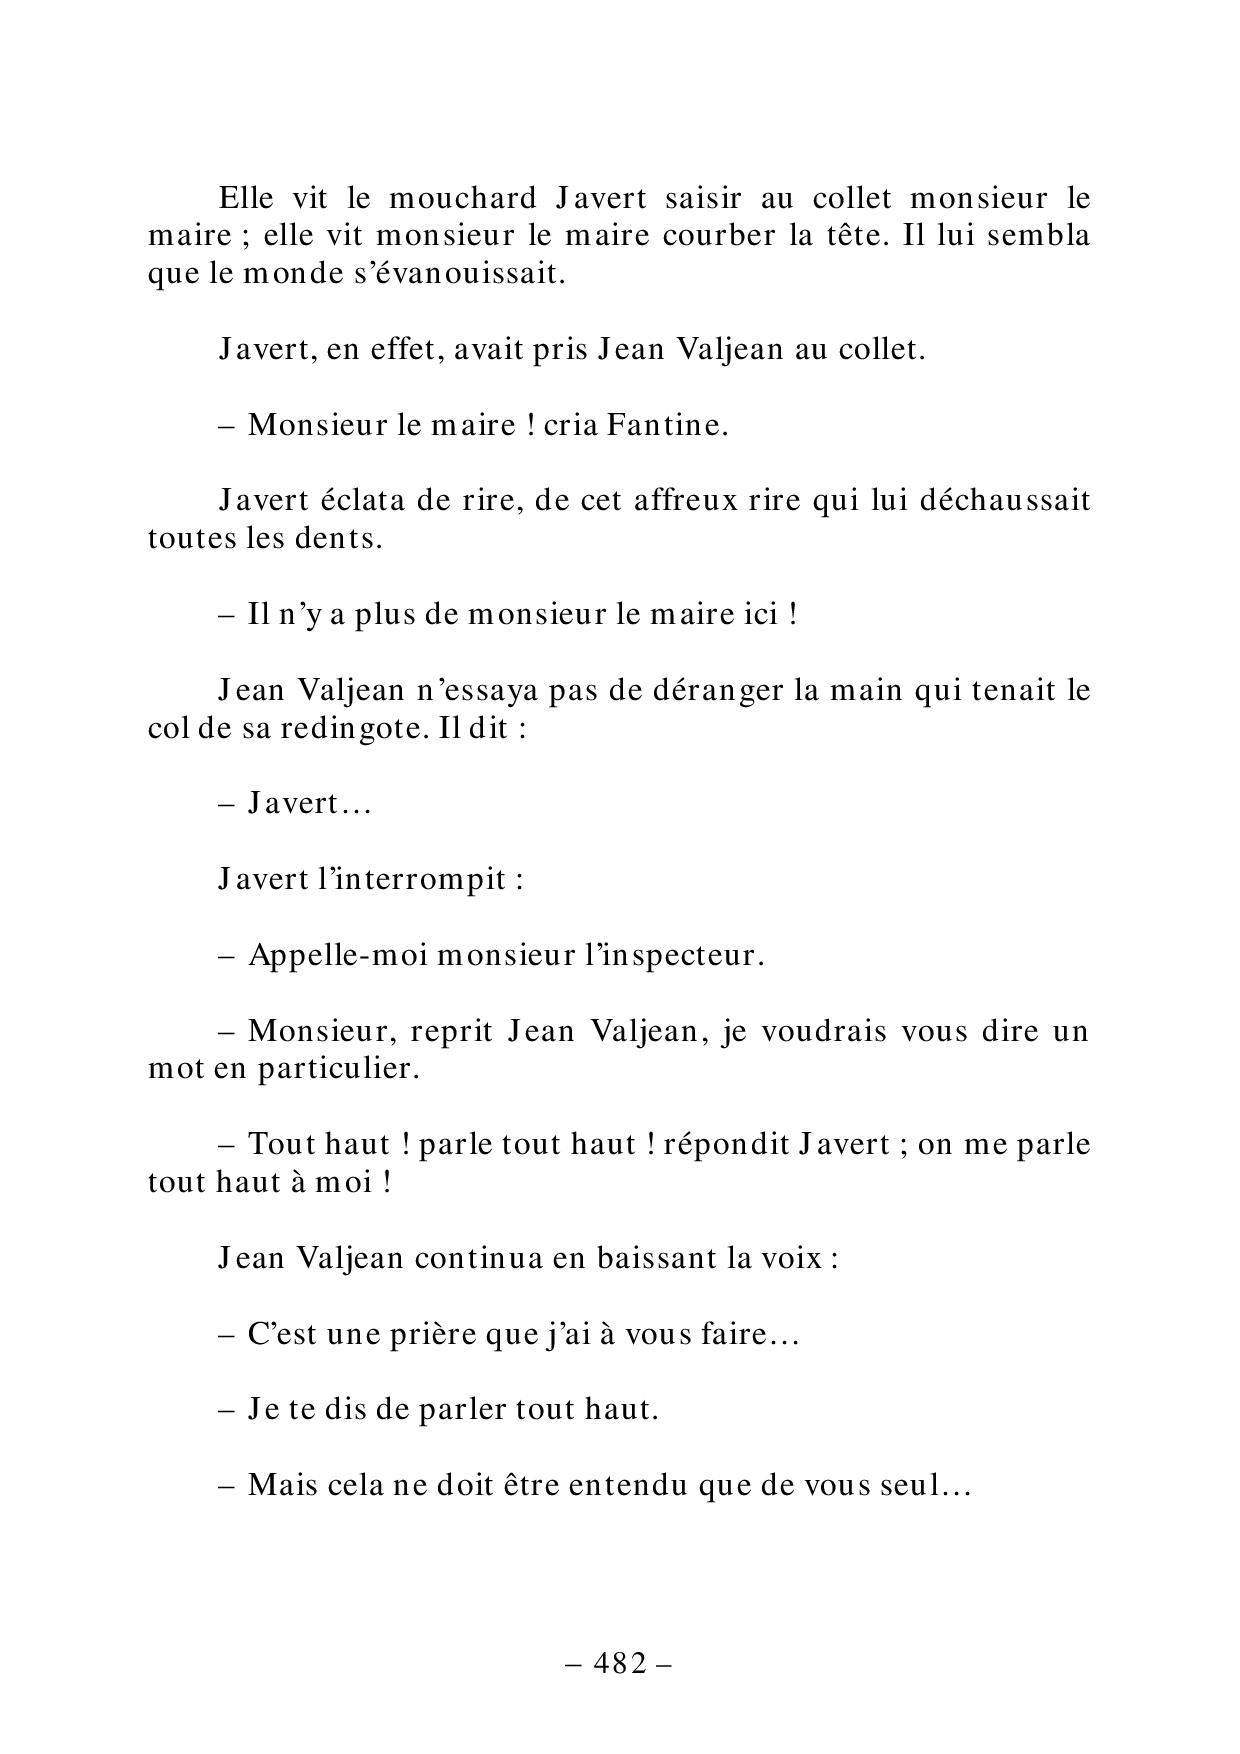 Elle vit le mouchard Javert saisir au collet monsieur le
maire ; elle vit monsieur le maire courber la tête. Il lui sembla
que le monde s’évanouissait.
Javert, en effet, avait pris Jean Valjean au collet.
– Monsieur le maire ! cria Fantine.
Javert éclata de rire, de cet affreux rire qui lui déchaussait
toutes les dents.
– Il n’y a plus de monsieur le maire ici !
Jean Valjean n’essaya pas de déranger la main qui tenait le
col de sa redingote. Il dit :
– Javert…
Javert l’interrompit :
– Appelle-moi monsieur l’inspecteur.
– Monsieur, reprit Jean Valjean, je voudrais vous dire un
mot en particulier.
– Tout haut ! parle tout haut ! répondit Javert ; on me parle
tout haut à moi !
Jean Valjean continua en baissant la voix :
– C’est une prière que j’ai à vous faire…
– Je te dis de parler tout haut.
– Mais cela ne doit être entendu que de vous seul…
– 482 –